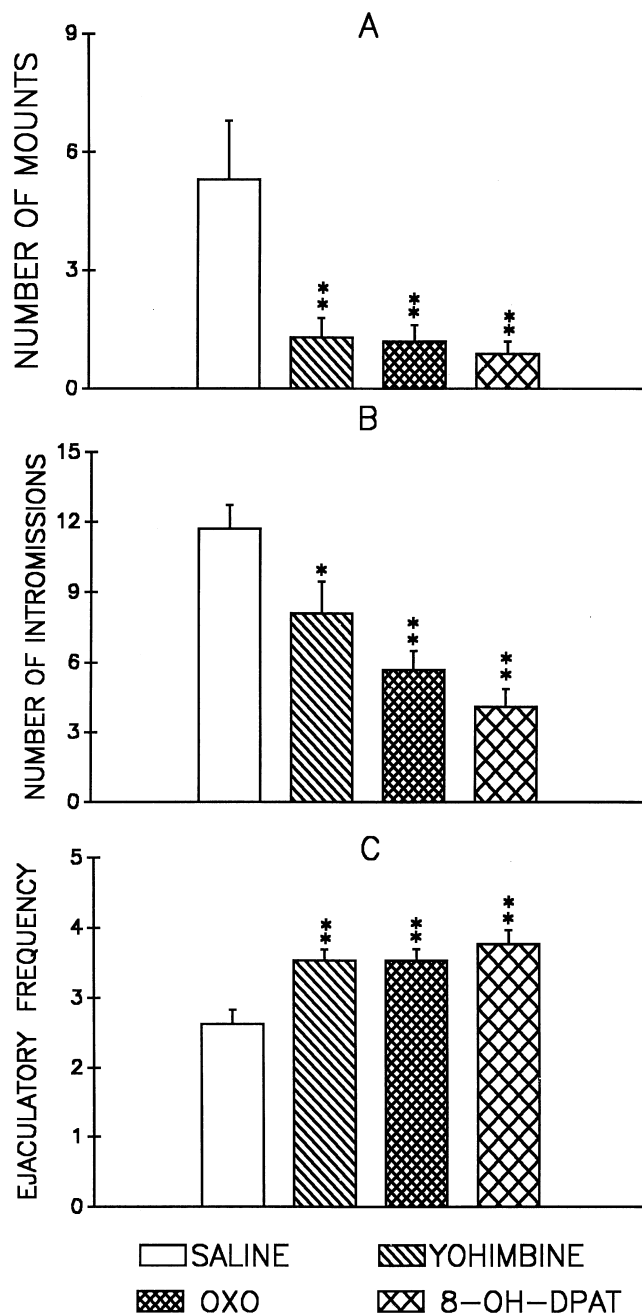 A
NUMBER OF MOUNTS
9
6
3
0
** ** **
B
NUMBER OF INTROMISSIONS
15
12
9
6
3
0
* ** **
C
EJACULATORY FREQUENCY
5
4
3
2
1
0
** ** **
SALINE YOHIMBINE
OXO 8-OH-DPAT